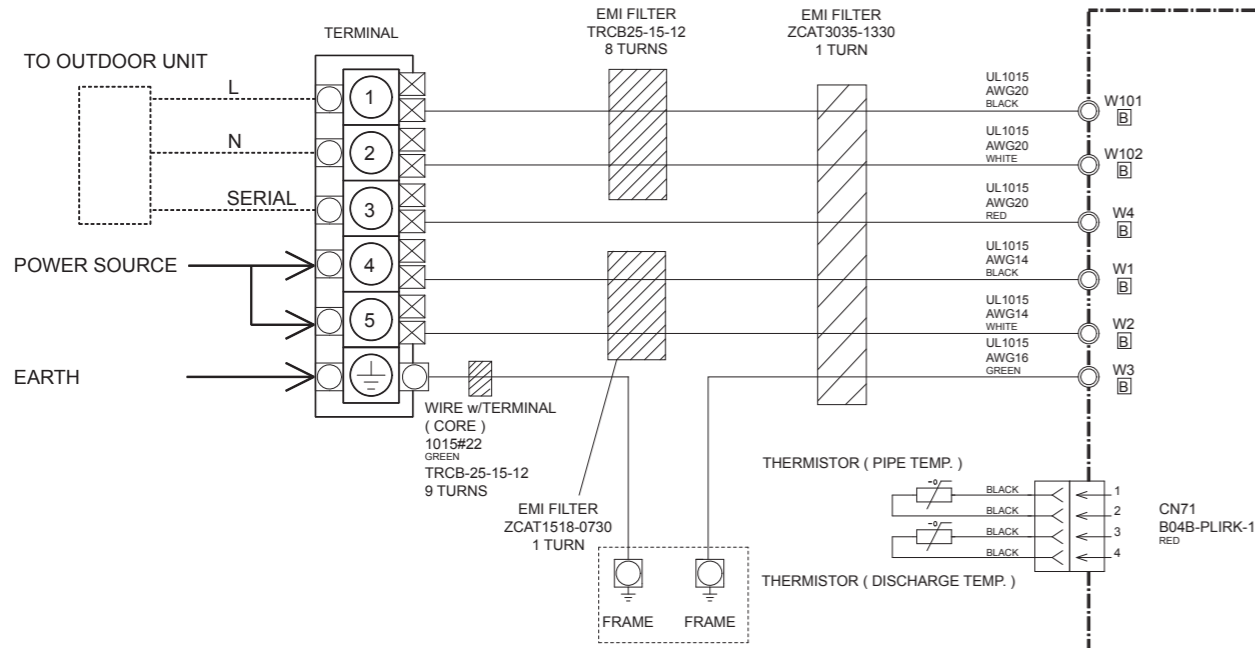 EMI FILTER
TRCB25-15-12
8 TURNS
EMI FILTER
ZCAT3035-1330
1 TURN
TERMINAL
TO OUTDOOR UNIT
L
N
SERIAL
POWER SOURCE
EARTH
1
2
3
4
5
UL1015
AWG20
BLACK
W101
B
UL1015
AWG20
WHITE
W102
B
UL1015
AWG20
RED
W4
B
UL1015
AWG14
BLACK
W1
B
UL1015
AWG14
WHITE
W2
B
UL1015
AWG16
GREEN
W3
B
WIRE w/TERMINAL
( CORE )
1015#22
GREEN
TRCB-25-15-12
9 TURNS
EMI FILTER
ZCAT1518-0730
1 TURN
FRAME
FRAME
THERMISTOR ( PIPE TEMP. )
-θ
BLACK
1
BLACK
2
-θ
BLACK
3
BLACK
4
THERMISTOR ( DISCHARGE TEMP. )
CN71
B04B-PLIRK-1
RED